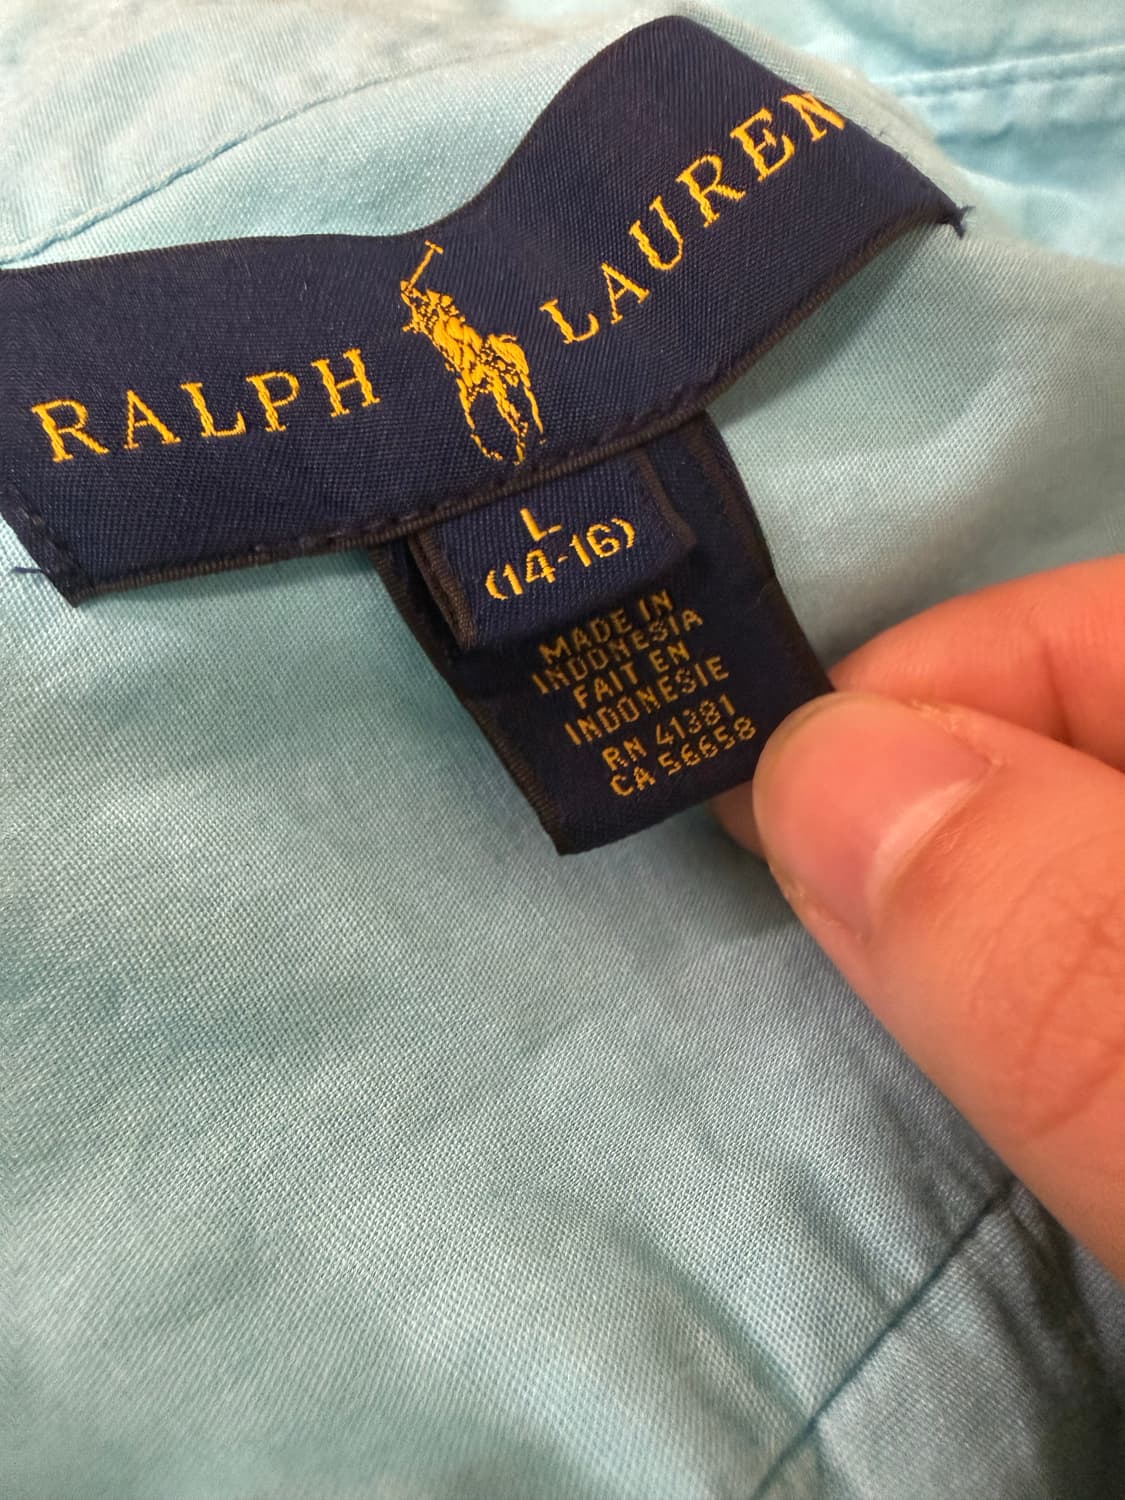 RALPH LAUREN
L
(14-16)
MADE IN
INDONESIA
FAIT EN
INDONESIE
RN 41381
CA 56658